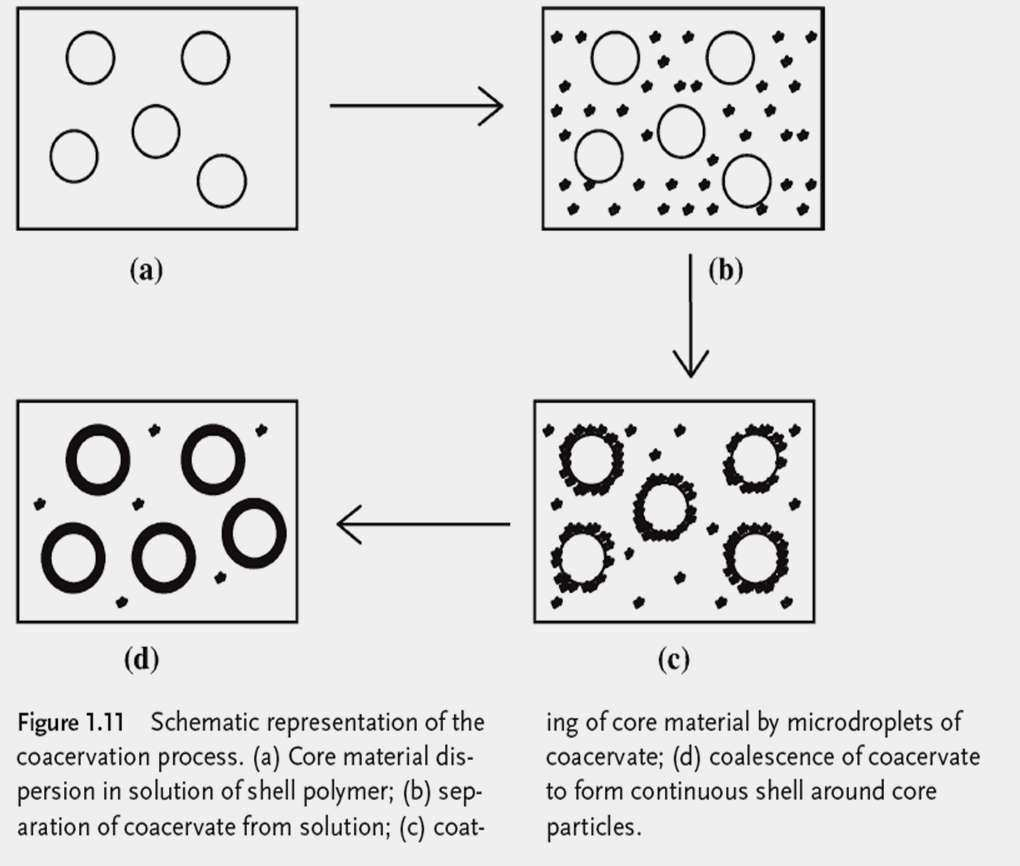 (a)
(b)
(d)
(c)
Figure 1.11 Schematic representation of the
coacervation process. (a) Core material dis-
persion in solution of shell polymer; (b) sep-
aration of coacervate from solution; (c) coat-
ing of core material by microdroplets of
coacervate; (d) coalescence of coacervate
to form continuous shell around core
particles.